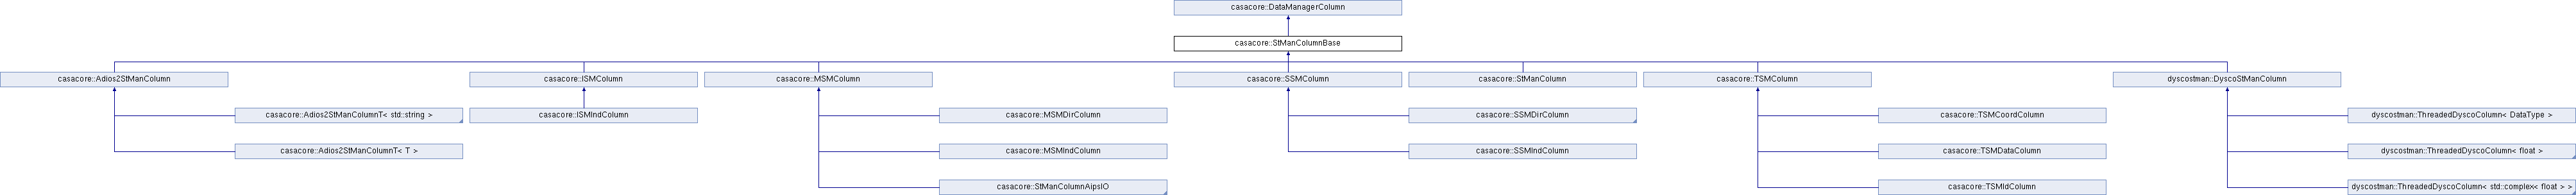 casacore::DataManagerColumn
casacore::StManColumnBase
casacore::Adios2StManColumn
casacore::ISMColumn
casacore::MSMColumn
casacore::SSMColumn
casacore::StManColumn
casacore::TSMColumn
dyscostman::DyscoStManColumn
casacore::Adios2StManColumnT< std::string >
casacore::ISMIndColumn
casacore::MSMDirColumn
casacore::SSMDirColumn
casacore::TSMCoordColumn
dyscostman::ThreadedDyscoColumn< DataType >
casacore::Adios2StManColumnT< T >
casacore::MSMIndColumn
casacore::SSMIndColumn
casacore::TSMDataColumn
dyscostman::ThreadedDyscoColumn< float >
casacore::StManColumnAipsIO
casacore::TSMIdColumn
dyscostman::ThreadedDyscoColumn< std::complex< float > >